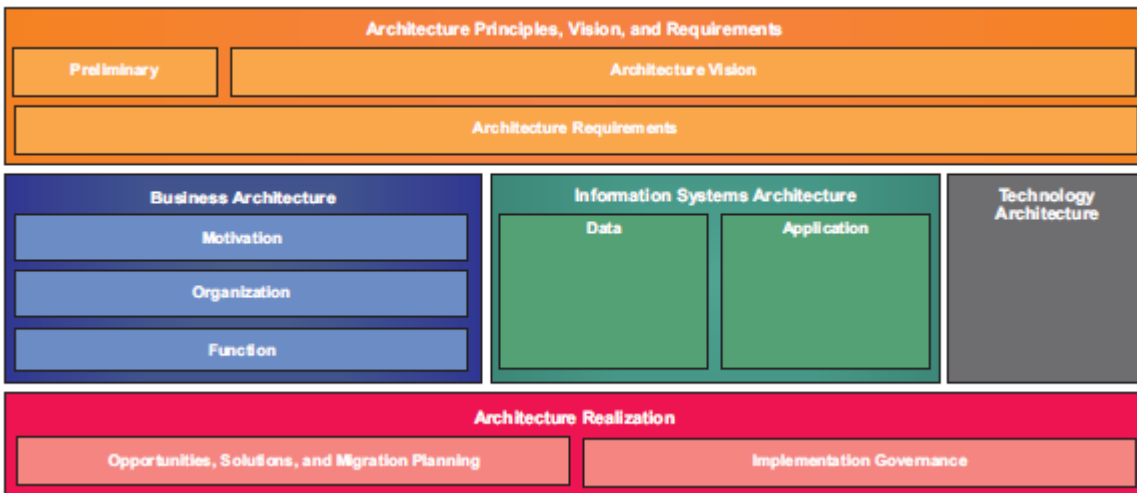 Architecture Principles, Vision, and Requirements
Preliminary
Architecture Vision
Architecture Requirements
Business Architecture
Motivation
Organization
Function
Information Systems Architecture
Data
Application
Technology
Architecture
Architecture Realization
Opportunities, Solutions, and Migration Planning
Implementation Governance